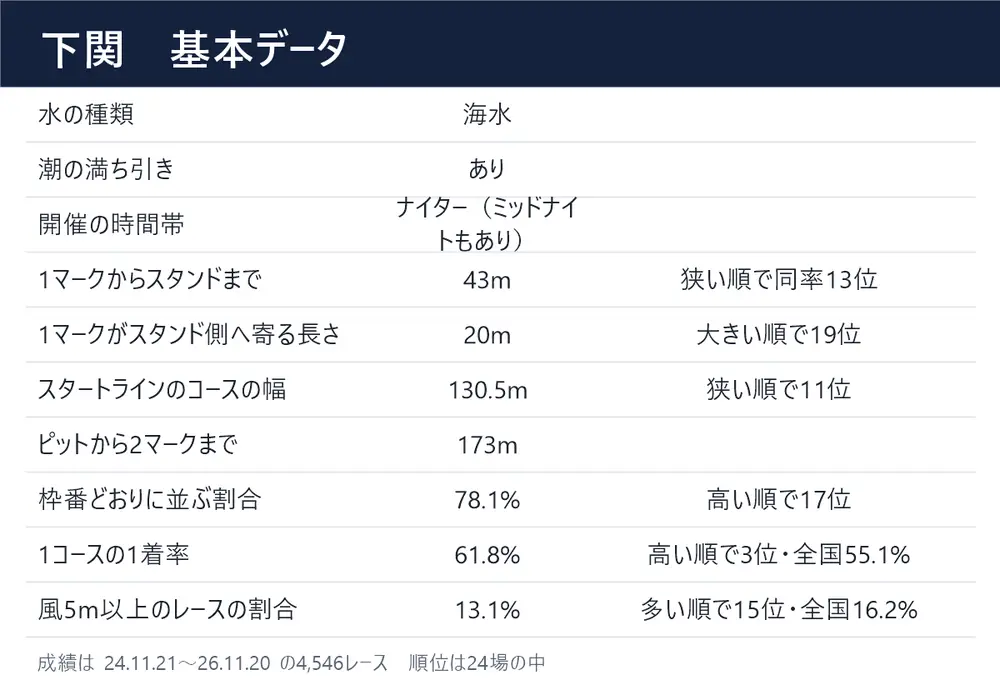 下関　基本データ
水の種類　海水
潮の満ち引き　あり
開催の時間帯　ナイター（ミッドナイ
トもあり）
1マークからスタンドまで　43m　狭い順で同率13位
1マークがスタンド側へ寄る長さ　20m　大きい順で19位
スタートラインのコースの幅　130.5m　狭い順で11位
ピットから2マークまで　173m
枠番どおりに並ぶ割合　78.1%　高い順で17位
1コースの1着率　61.8%　高い順で3位・全国55.1%
風5m以上のレースの割合　13.1%　多い順で15位・全国16.2%
成績は 24.11.21～26.11.20 の4,546レース　順位は24場の中